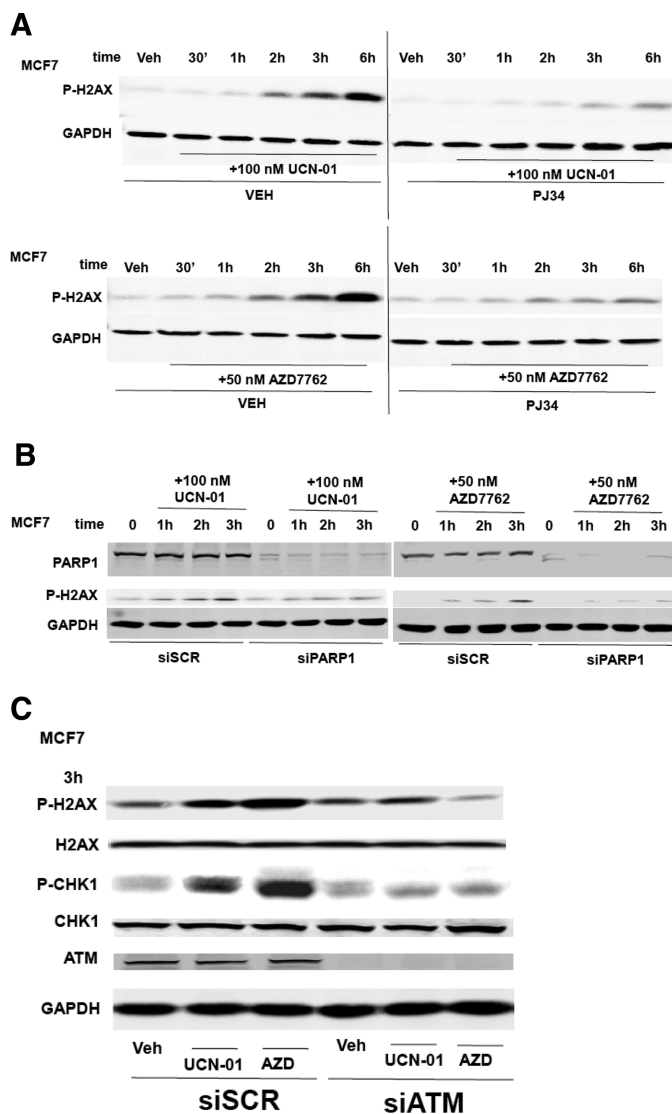 A
time Veh 30' 1h 2h 3h 6h Veh 30' 1h 2h 3h 6h
MCF7
P-H2AX
GAPDH
+100 nM UCN-01 +100 nM UCN-01
VEH PJ34
MCF7 time Veh 30' 1h 2h 3h 6h Veh 30' 1h 2h 3h 6h
P-H2AX
GAPDH
+50 nM AZD7762 +50 nM AZD7762
VEH PJ34
B
+100 nM +100 nM +50 nM +50 nM
UCN-01 UCN-01 AZD7762 AZD7762
MCF7 time 0 1h 2h 3h 0 1h 2h 3h 0 1h 2h 3h 0 1h 2h 3h
PARP1
P-H2AX
GAPDH
siSCR siPARP1 siSCR siPARP1
C
MCF7
3h
P-H2AX
H2AX
P-CHK1
CHK1
ATM
GAPDH
Veh UCN-01 AZD Veh UCN-01 AZD
siSCR siATM